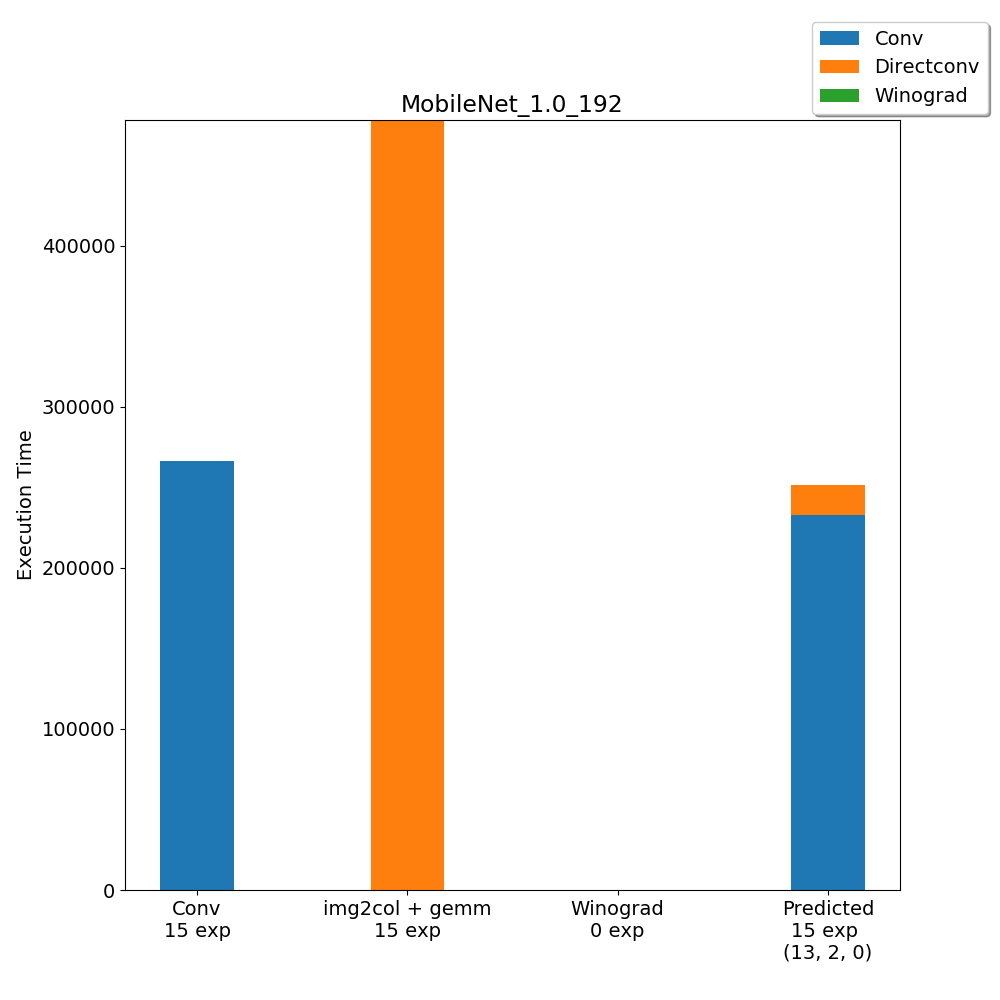 Conv
Directconv
Winograd
MobileNet_1.0_192
Execution Time
400000
300000
200000
100000
0
Conv
15 exp
img2col + gemm
15 exp
Winograd
0 exp
Predicted
15 exp
(13, 2, 0)